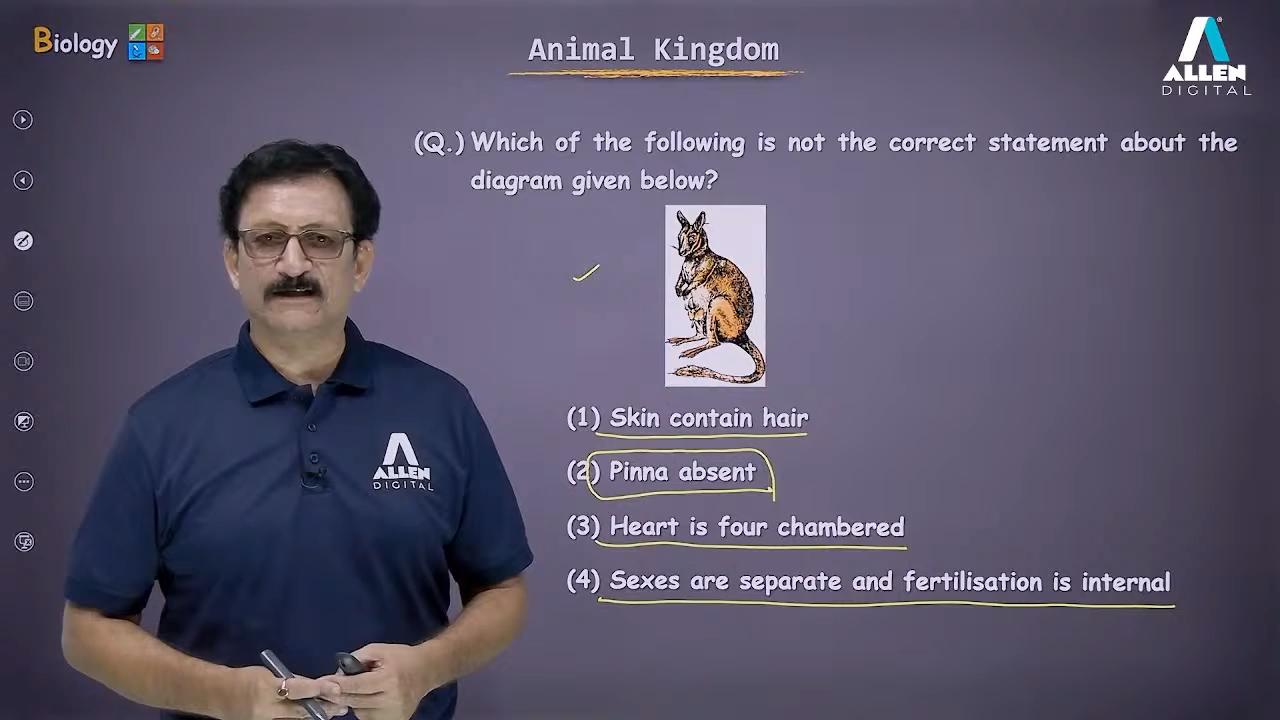 Biology
Animal Kingdom
ALLEN
DIGITAL
(Q.) Which of the following is not the correct statement about the
diagram given below?
(1) Skin contain hair
(2) Pinna absent
(3) Heart is four chambered
(4) Sexes are separate and fertilisation is internal
ALLEN
DIGITAL